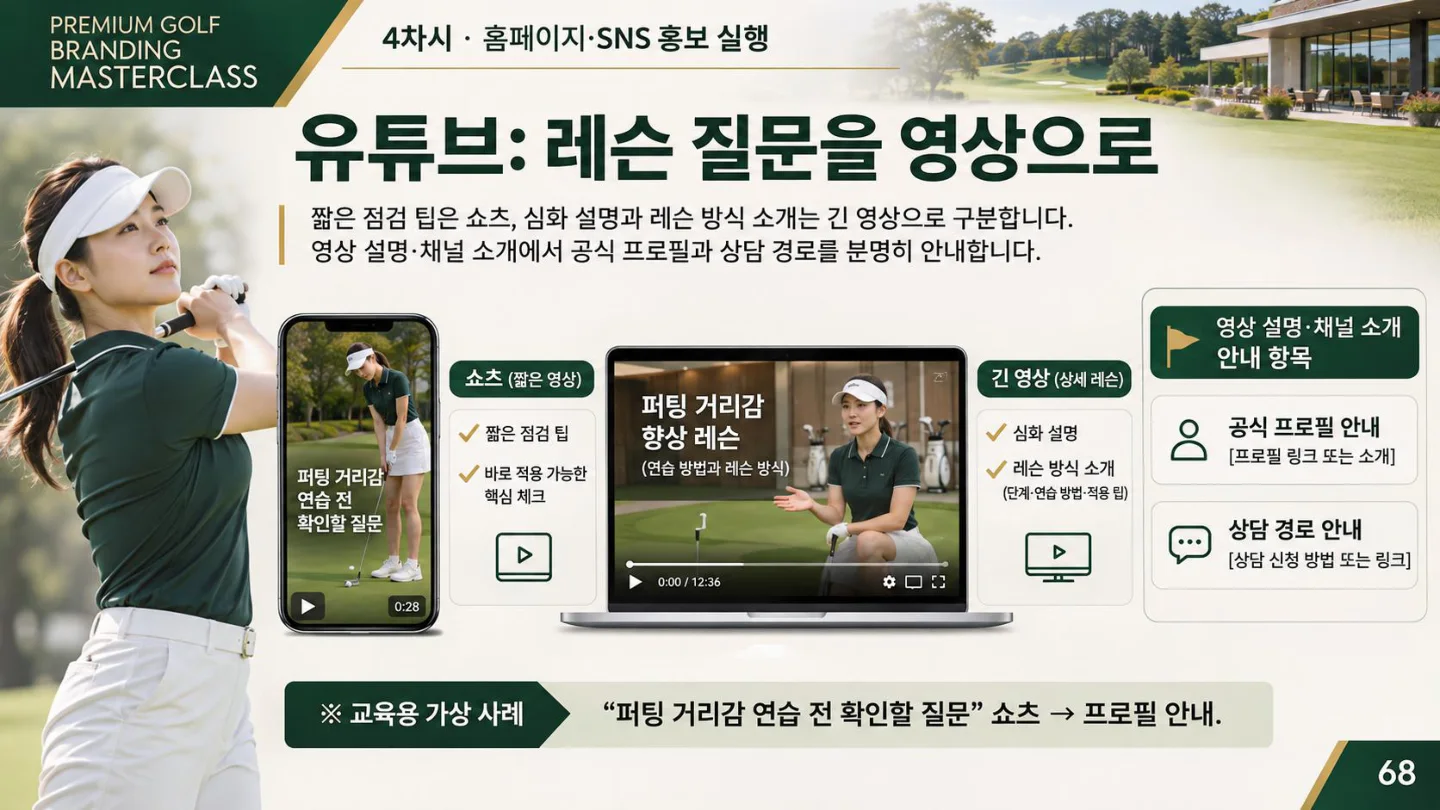 PREMIUM GOLF
BRANDING
MASTERCLASS
4차시 · 홈페이지·SNS 홍보 실행
유튜브: 레슨 질문을 영상으로
짧은 점검 팁은 쇼츠, 심화 설명과 레슨 방식 소개는 긴 영상으로 구분합니다.
영상 설명·채널 소개에서 공식 프로필과 상담 경로를 분명히 안내합니다.
퍼팅 거리감
연습 전
확인할 질문
0:28
쇼츠 (짧은 영상)
짧은 점검 팁
바로 적용 가능한
핵심 체크
퍼팅 거리감
향상 레슨
(연습 방법과 레슨 방식)
0:00 / 12:36
긴 영상 (상세 레슨)
심화 설명
레슨 방식 소개
(단계·연습 방법·적용 팁)
영상 설명·채널 소개
안내 항목
공식 프로필 안내
[프로필 링크 또는 소개]
상담 경로 안내
[상담 신청 방법 또는 링크]
※ 교육용 가상 사례
“퍼팅 거리감 연습 전 확인할 질문” 쇼츠 → 프로필 안내.
68